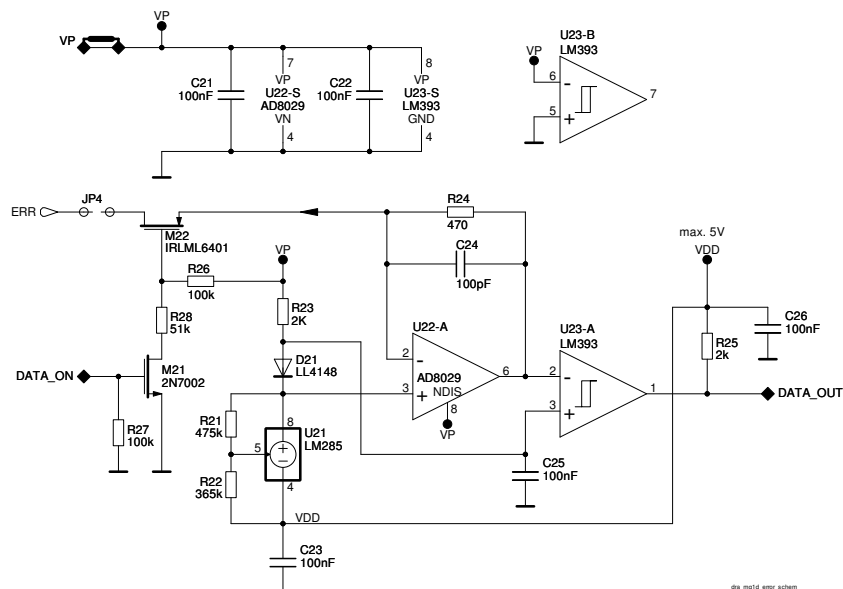 VP
VP
C21
100nF
7
VP
U22-S
AD8029
VN
4
C22
100nF
8
VP
U23-S
LM393
GND
4
U23-B
LM393
VP
6
-
5
+
7
ERR
JP4
M22
IRLML6401
R24
470
C24
100pF
max. 5V
VDD
R26
100k
VP
R28
51k
R23
2K
U22-A
U23-A
LM393
R25
2k
C26
100nF
DATA_ON
M21
2N7002
D21
LL4148
2
-
AD8029
NDIS
3
+
6
8
VP
2
-
3
+
1
DATA_OUT
R27
100k
R21
475k
8
U21
LM285
5
+
−
4
R22
365k
C25
100nF
VDD
C23
100nF
dra_mq1d_error_schem